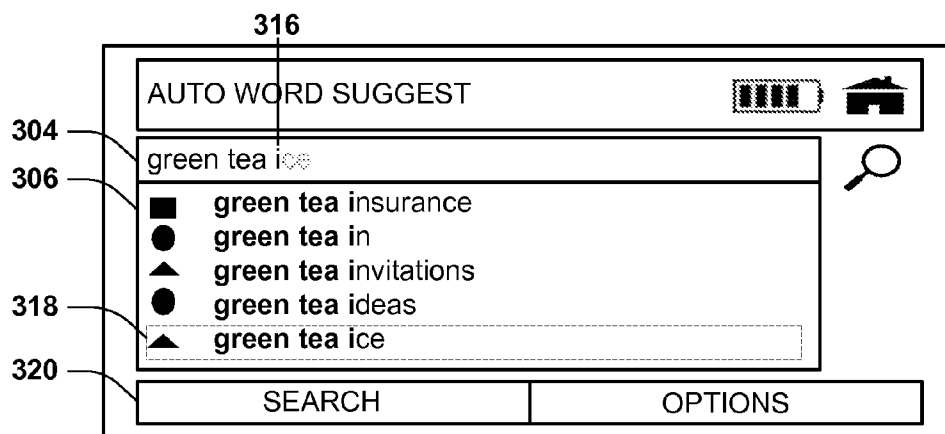 316
AUTO WORD SUGGEST
304
green tea ice
306
green tea insurance
green tea in
green tea invitations
green tea ideas
318
green tea ice
320
SEARCH OPTIONS